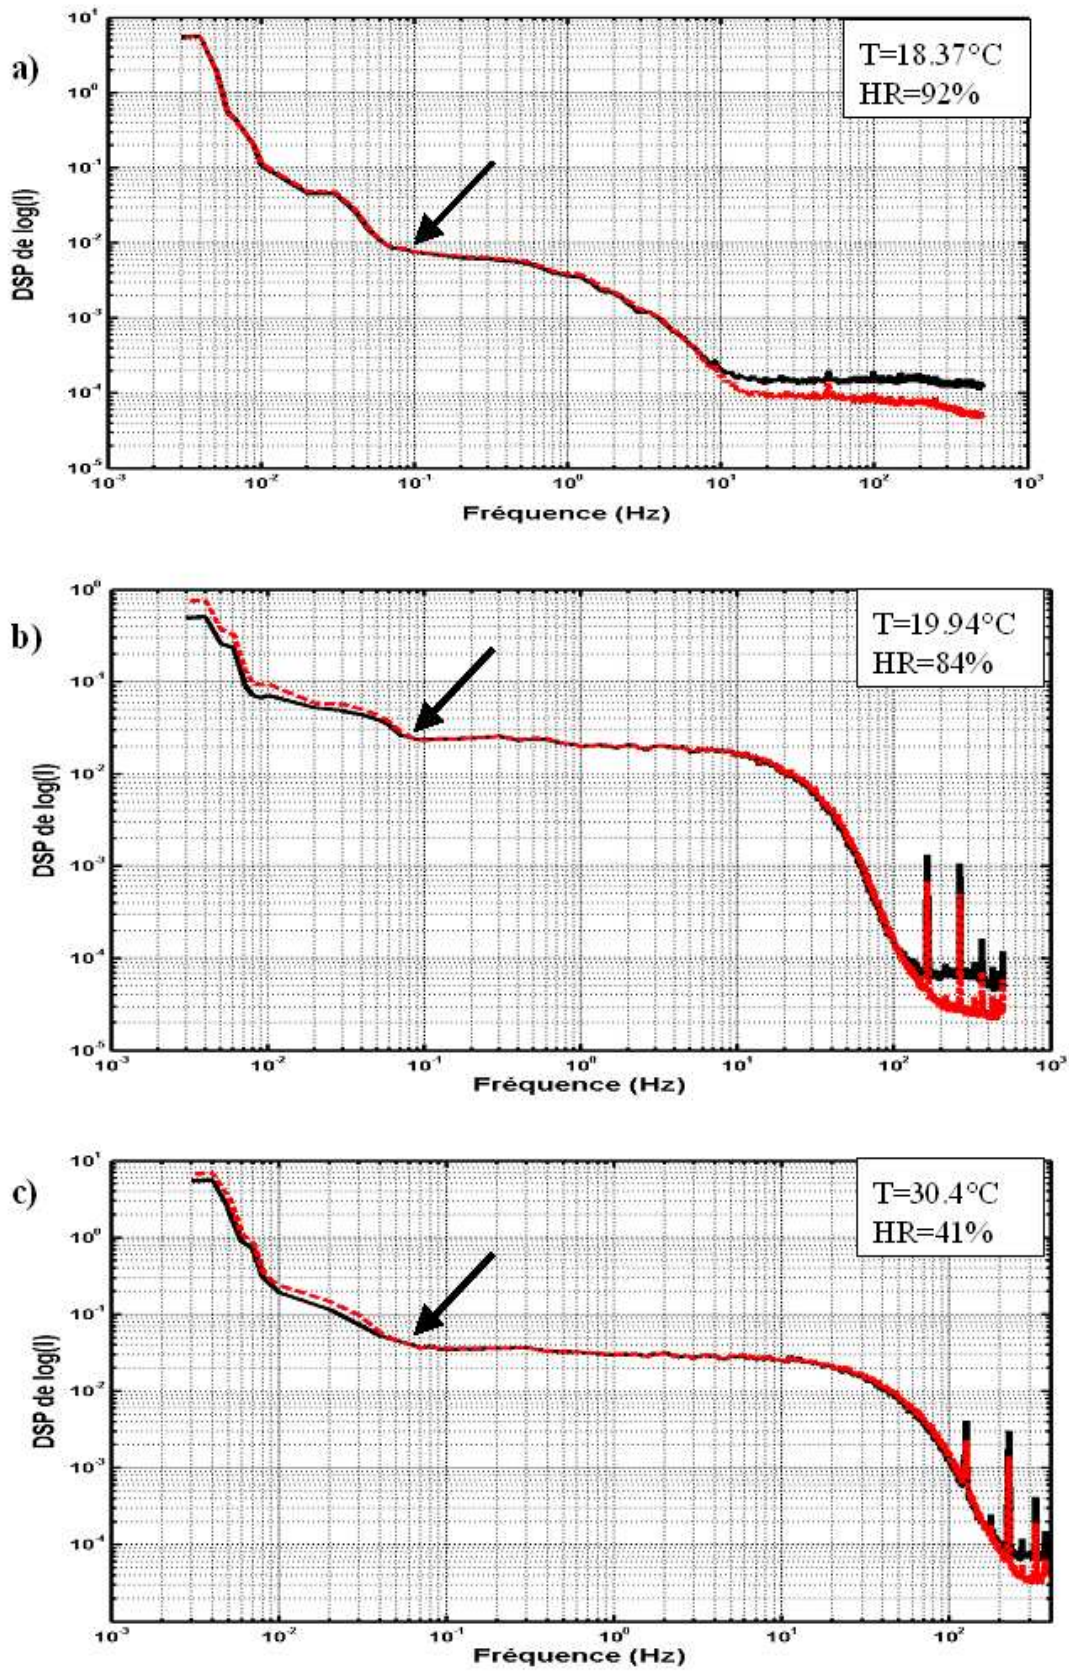 a)
T=18.37°C
HR=92%
10¹
10⁰
10⁻¹
10⁻²
10⁻³
10⁻⁴
10⁻⁵
DSP de log(I)
10⁻³ 10⁻² 10⁻¹ 10⁰ 10¹ 10² 10³
Fréquence (Hz)
b)
T=19.94°C
HR=84%
10⁰
10⁻¹
10⁻²
10⁻³
10⁻⁴
10⁻⁵
DSP de log(I)
10⁻³ 10⁻² 10⁻¹ 10⁰ 10¹ 10² 10³
Fréquence (Hz)
c)
T=30.4°C
HR=41%
10¹
10⁰
10⁻¹
10⁻²
10⁻³
10⁻⁴
DSP de log(I)
10⁻³ 10⁻² 10⁻¹ 10⁰ 10¹ 10²
Fréquence (Hz)